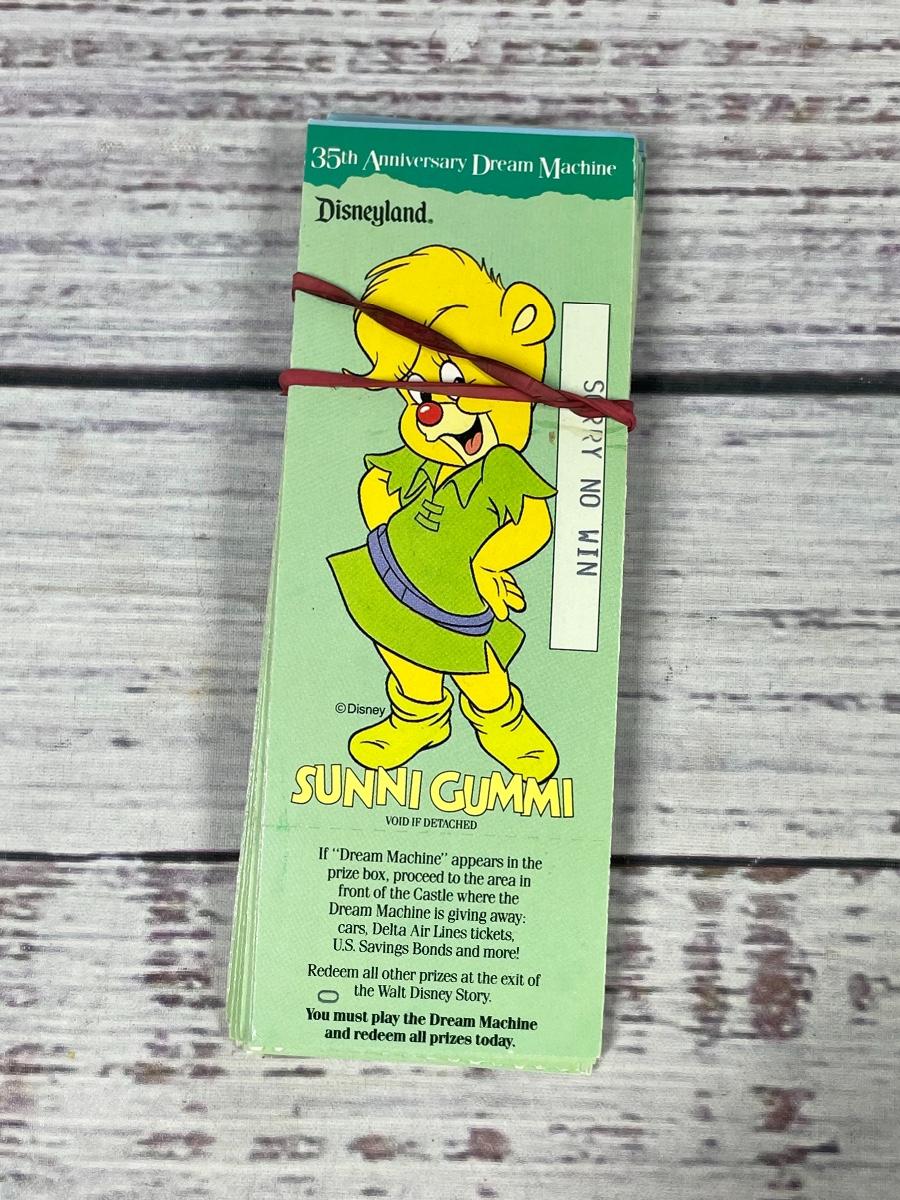 35th Anniversary Dream Machine
Disneyland®
SORRY NO WIN
©Disney
SUNNI GUMMI
VOID IF DETACHED
If "Dream Machine" appears in the
prize box, proceed to the area in
front of the Castle where the
Dream Machine is giving away:
cars, Delta Air Lines tickets,
U.S. Savings Bonds and more!
Redeem all other prizes at the exit of
the Walt Disney Story.
0
You must play the Dream Machine
and redeem all prizes today.